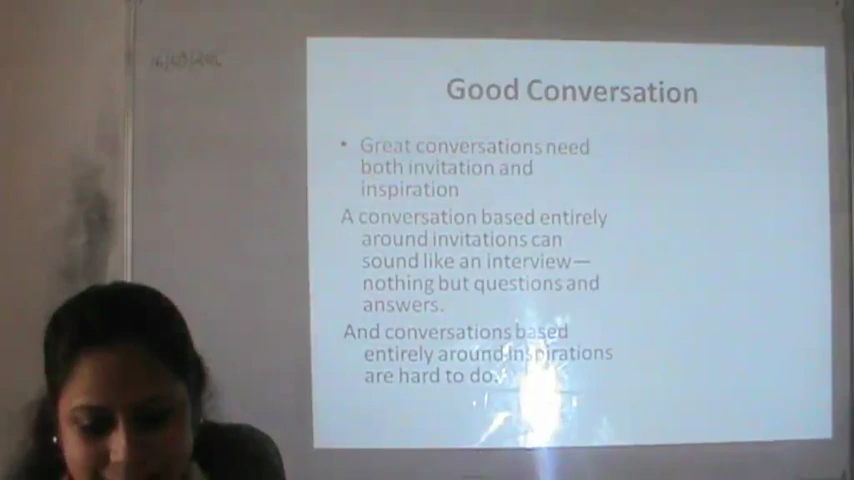 Good Conversation
• Great conversations need
both invitation and
inspiration
A conversation based entirely
around invitations can
sound like an interview—
nothing but questions and
answers.
And conversations based
entirely around inspirations
are hard to do.